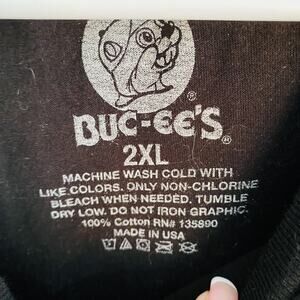 BUC-EE'S®
2XL
MACHINE WASH COLD WITH
LIKE COLORS. ONLY NON-CHLORINE
BLEACH WHEN NEEDED. TUMBLE
DRY LOW. DO NOT IRON GRAPHIC.
100% Cotton RN# 135890
MADE IN USA